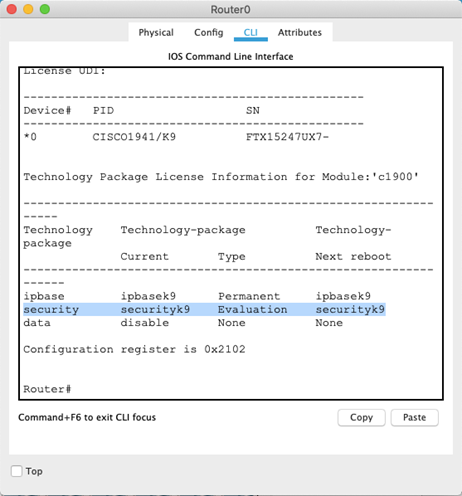 Router0
Physical Config CLI Attributes
IOS Command Line Interface
License UDI:
-------------------------------------------------
Device# PID SN
-------------------------------------------------
*0 CISCO1941/K9 FTX15247UX7-
Technology Package License Information for Module:'c1900'
-----------------------------------------------------------
-----
Technology Technology-package Technology-
package
Current Type Next reboot
-----------------------------------------------------------
------
ipbase ipbasek9 Permanent ipbasek9
security securityk9 Evaluation securityk9
data disable None None
Configuration register is 0x2102
Router#
Command+F6 to exit CLI focus
Copy Paste
Top